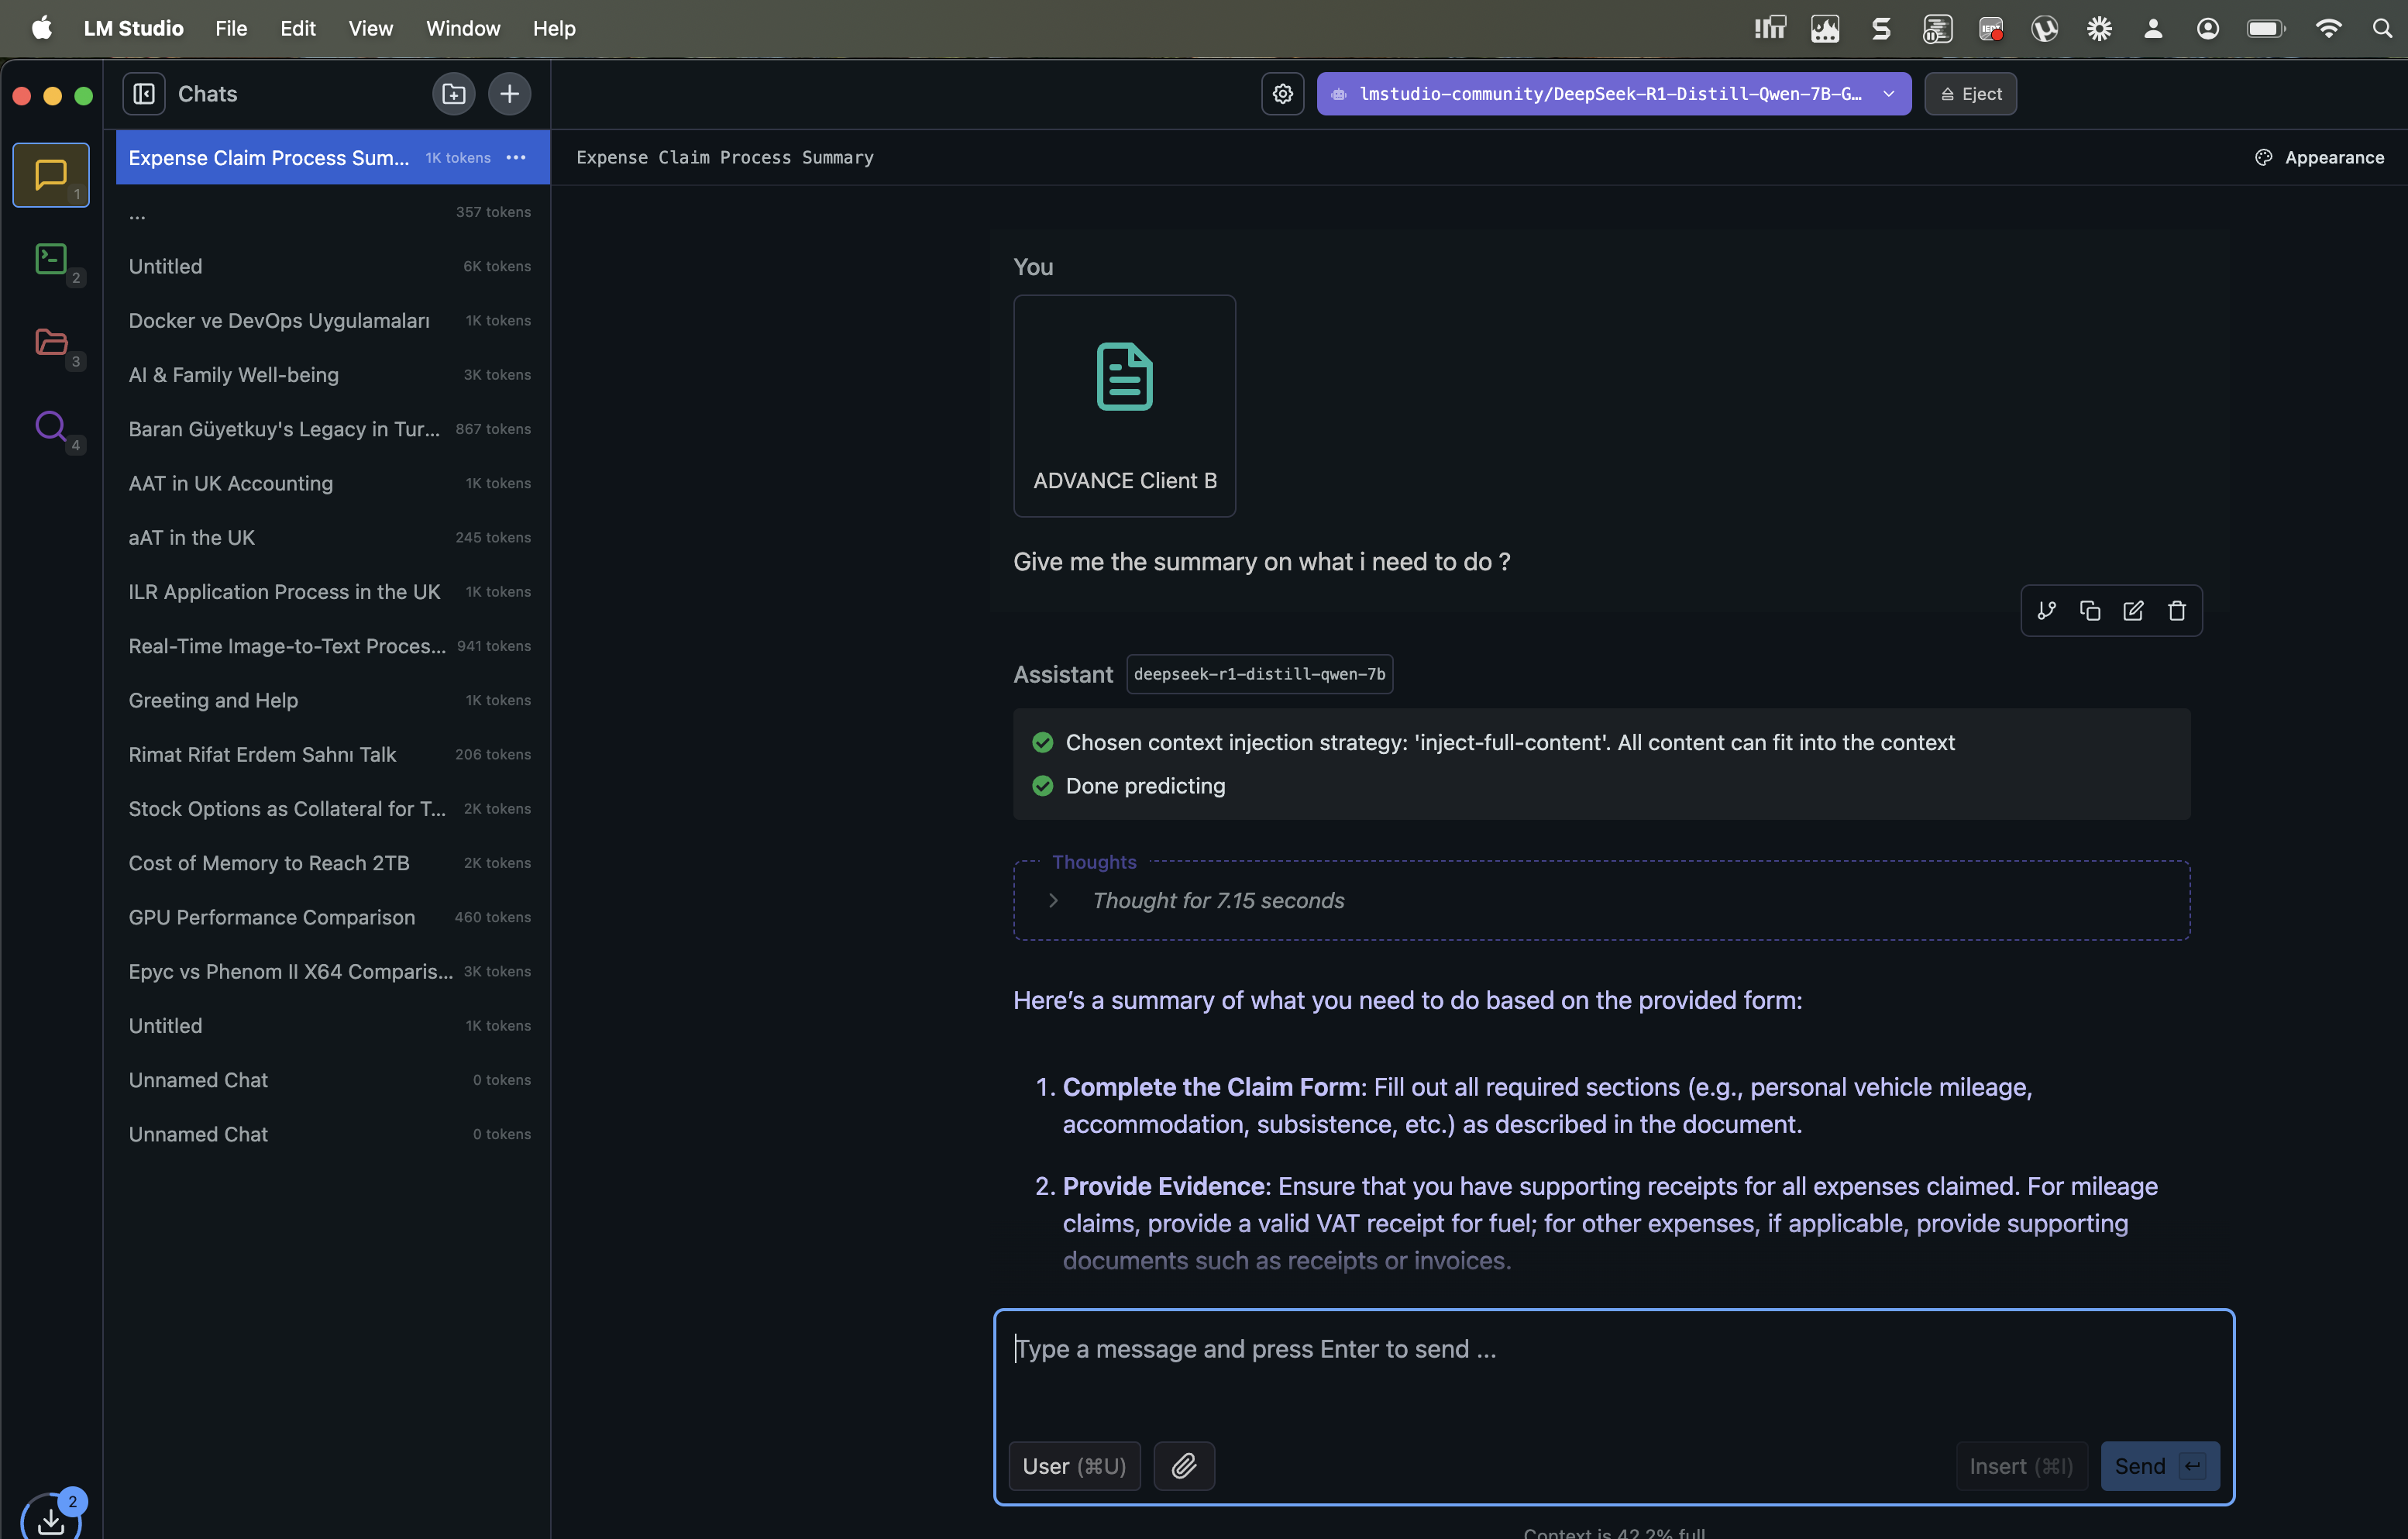 LM Studio File Edit View Window Help
Chats
lmstudio-community/DeepSeek-R1-Distill-Qwen-7B-G...
Eject
Expense Claim Process Sum... 1K tokens
... 357 tokens
Untitled 6K tokens
Docker ve DevOps Uygulamaları 1K tokens
AI & Family Well-being 3K tokens
Baran Güyetkuy's Legacy in Tur... 867 tokens
AAT in UK Accounting 1K tokens
aAT in the UK 245 tokens
ILR Application Process in the UK 1K tokens
Real-Time Image-to-Text Proces... 941 tokens
Greeting and Help 1K tokens
Rimat Rifat Erdem Sahnı Talk 206 tokens
Stock Options as Collateral for T... 2K tokens
Cost of Memory to Reach 2TB 2K tokens
GPU Performance Comparison 460 tokens
Epyc vs Phenom II X64 Comparis... 3K tokens
Untitled 1K tokens
Unnamed Chat 0 tokens
Unnamed Chat 0 tokens
1
2
3
4
2
Expense Claim Process Summary
Appearance
You
ADVANCE Client B
Give me the summary on what i need to do ?
Assistant deepseek-r1-distill-qwen-7b
Chosen context injection strategy: 'inject-full-content'. All content can fit into the context
Done predicting
Thoughts
Thought for 7.15 seconds
Here's a summary of what you need to do based on the provided form:
1. Complete the Claim Form: Fill out all required sections (e.g., personal vehicle mileage,
accommodation, subsistence, etc.) as described in the document.
2. Provide Evidence: Ensure that you have supporting receipts for all expenses claimed. For mileage
claims, provide a valid VAT receipt for fuel; for other expenses, if applicable, provide supporting
documents such as receipts or invoices.
Type a message and press Enter to send ...
User (⌘U)
Insert (⌘I)
Send
Context is 42.2% full